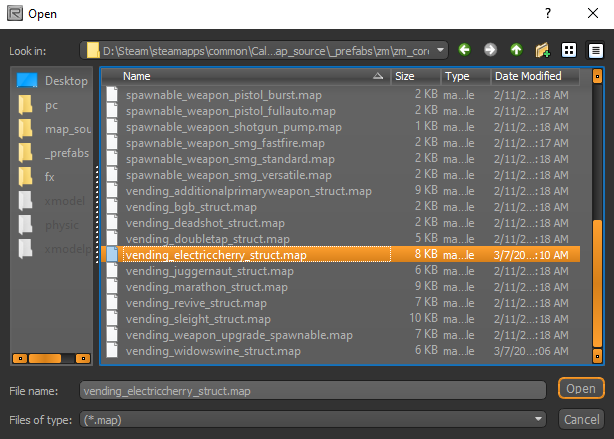 R Open ? X
Look in: D:\Steam\steamapps\common\Cal...ap_source\_prefabs\zm\zm_corε
Name Size Type Date Modified
Desktop
pc
map_sou
_prefabs
fx
xmodel
physic
xmodelp
spawnable_weapon_pistol_burst.map 2 KB ma...le 2/11/2...:18 AM
spawnable_weapon_pistol_fullauto.map 2 KB ma...le 2/11/2...:17 AM
spawnable_weapon_shotgun_pump.map 1 KB ma...le 2/11/2...:18 AM
spawnable_weapon_smg_fastfire.map 2 KB ma...le 2/11/2...:17 AM
spawnable_weapon_smg_standard.map 2 KB ma...le 2/11/2...:18 AM
spawnable_weapon_smg_versatile.map 2 KB ma...le 2/11/2...:18 AM
vending_additionalprimaryweapon_struct.map 9 KB ma...le 2/11/2...:18 AM
vending_bgb_struct.map 2 KB ma...le 2/11/2...:18 AM
vending_deadshot_struct.map 6 KB ma...le 2/11/2...:18 AM
vending_doubletap_struct.map 5 KB ma...le 2/11/2...:18 AM
vending_electriccherry_struct.map 8 KB ma...le 3/7/20...:10 AM
vending_juggernaut_struct.map 6 KB ma...le 2/11/2...:18 AM
vending_marathon_struct.map 9 KB ma...le 2/11/2...:18 AM
vending_revive_struct.map 7 KB ma...le 2/11/2...:18 AM
vending_sleight_struct.map 10 KB ma...le 2/11/2...:18 AM
vending_weapon_upgrade_spawnable.map 7 KB ma...le 2/11/2...:18 AM
vending_widowswine_struct.map 6 KB ma...le 3/7/20...:06 AM
File name: vending_electriccherry_struct.map Open
Files of type: (*.map) Cancel